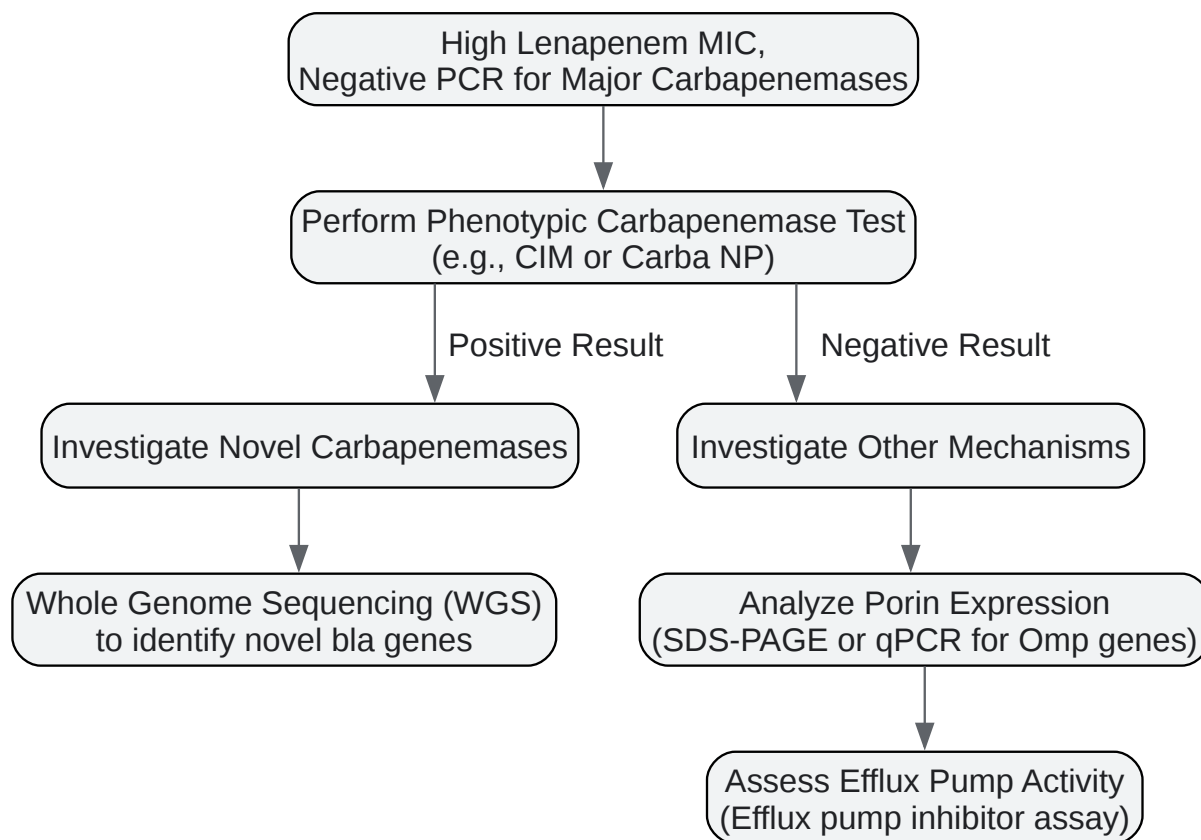 High Lenapenem MIC,
Negative PCR for Major Carbapenemases
Perform Phenotypic Carbapenemase Test
(e.g., CIM or Carba NP)
Positive Result
Negative Result
Investigate Novel Carbapenemases
Investigate Other Mechanisms
Whole Genome Sequencing (WGS)
to identify novel bla genes
Analyze Porin Expression
(SDS-PAGE or qPCR for Omp genes)
Assess Efflux Pump Activity
(Efflux pump inhibitor assay)